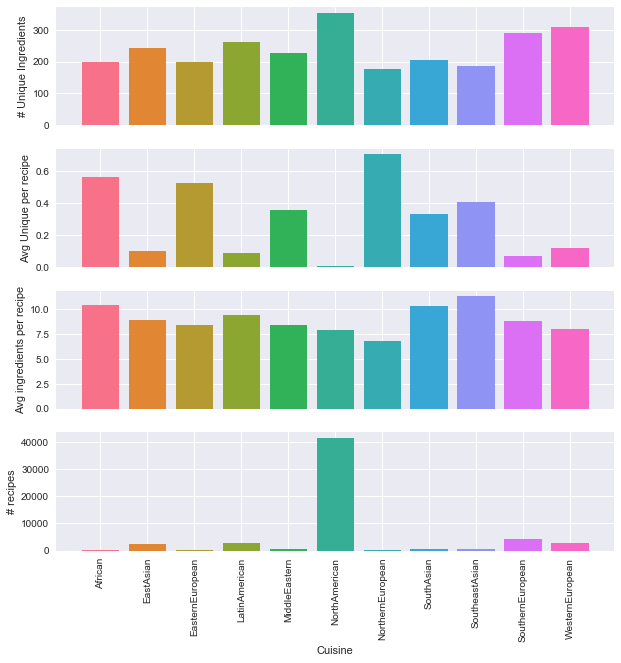 # Unique Ingredients
300
200
100
0
Avg Unique per recipe
0.6
0.4
0.2
0.0
Avg ingredients per recipe
10.0
7.5
5.0
2.5
0.0
# recipes
40000
30000
20000
10000
0
African
EastAsian
EasternEuropean
LatinAmerican
MiddleEastern
NorthAmerican
NorthernEuropean
SouthAsian
SoutheastAsian
SouthernEuropean
WesternEuropean
Cuisine